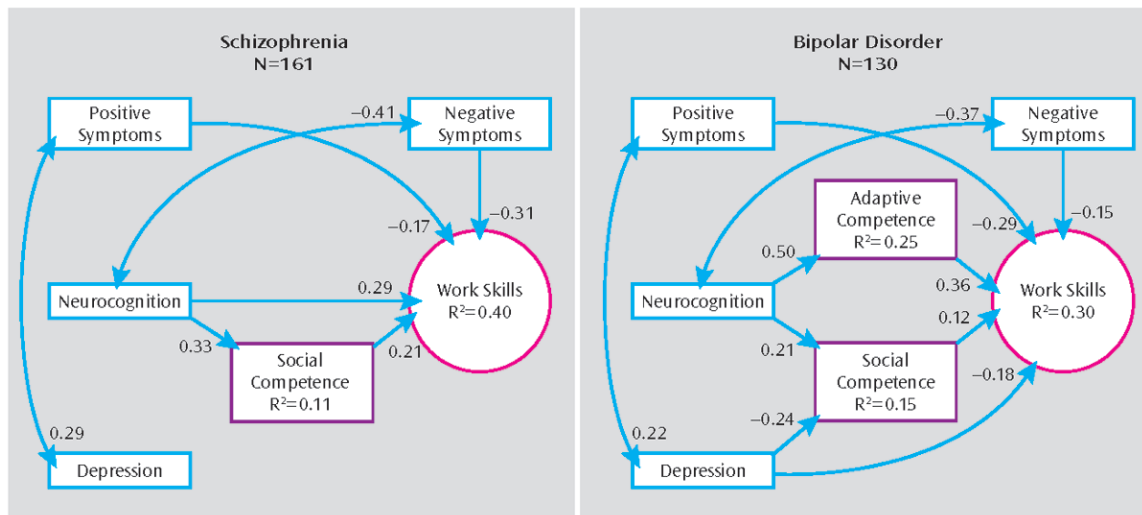 Schizophrenia
N=161
Positive
Symptoms
−0.41
Negative
Symptoms
−0.17
−0.31
Neurocognition
0.29
Work Skills
R²=0.40
0.33
0.21
Social
Competence
R²=0.11
0.29
Depression
Bipolar Disorder
N=130
Positive
Symptoms
−0.37
Negative
Symptoms
Adaptive
Competence
R²=0.25
−0.29
−0.15
0.50
0.36
Neurocognition
Work Skills
R²=0.30
0.12
0.21
Social
Competence
R²=0.15
−0.18
−0.24
0.22
Depression